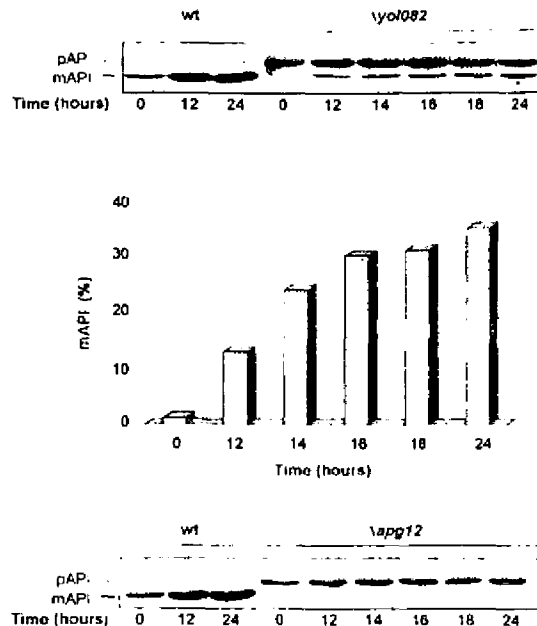 wt \yol082
pAP
mAPI
Time (hours) 0 12 24 0 12 14 16 18 24
40
30
20
10
0
mAPI (%)
0 12 14 16 18 24
Time (hours)
wt \apg12
pAP
mAPI
Time (hours) 0 12 24 0 12 14 16 18 24